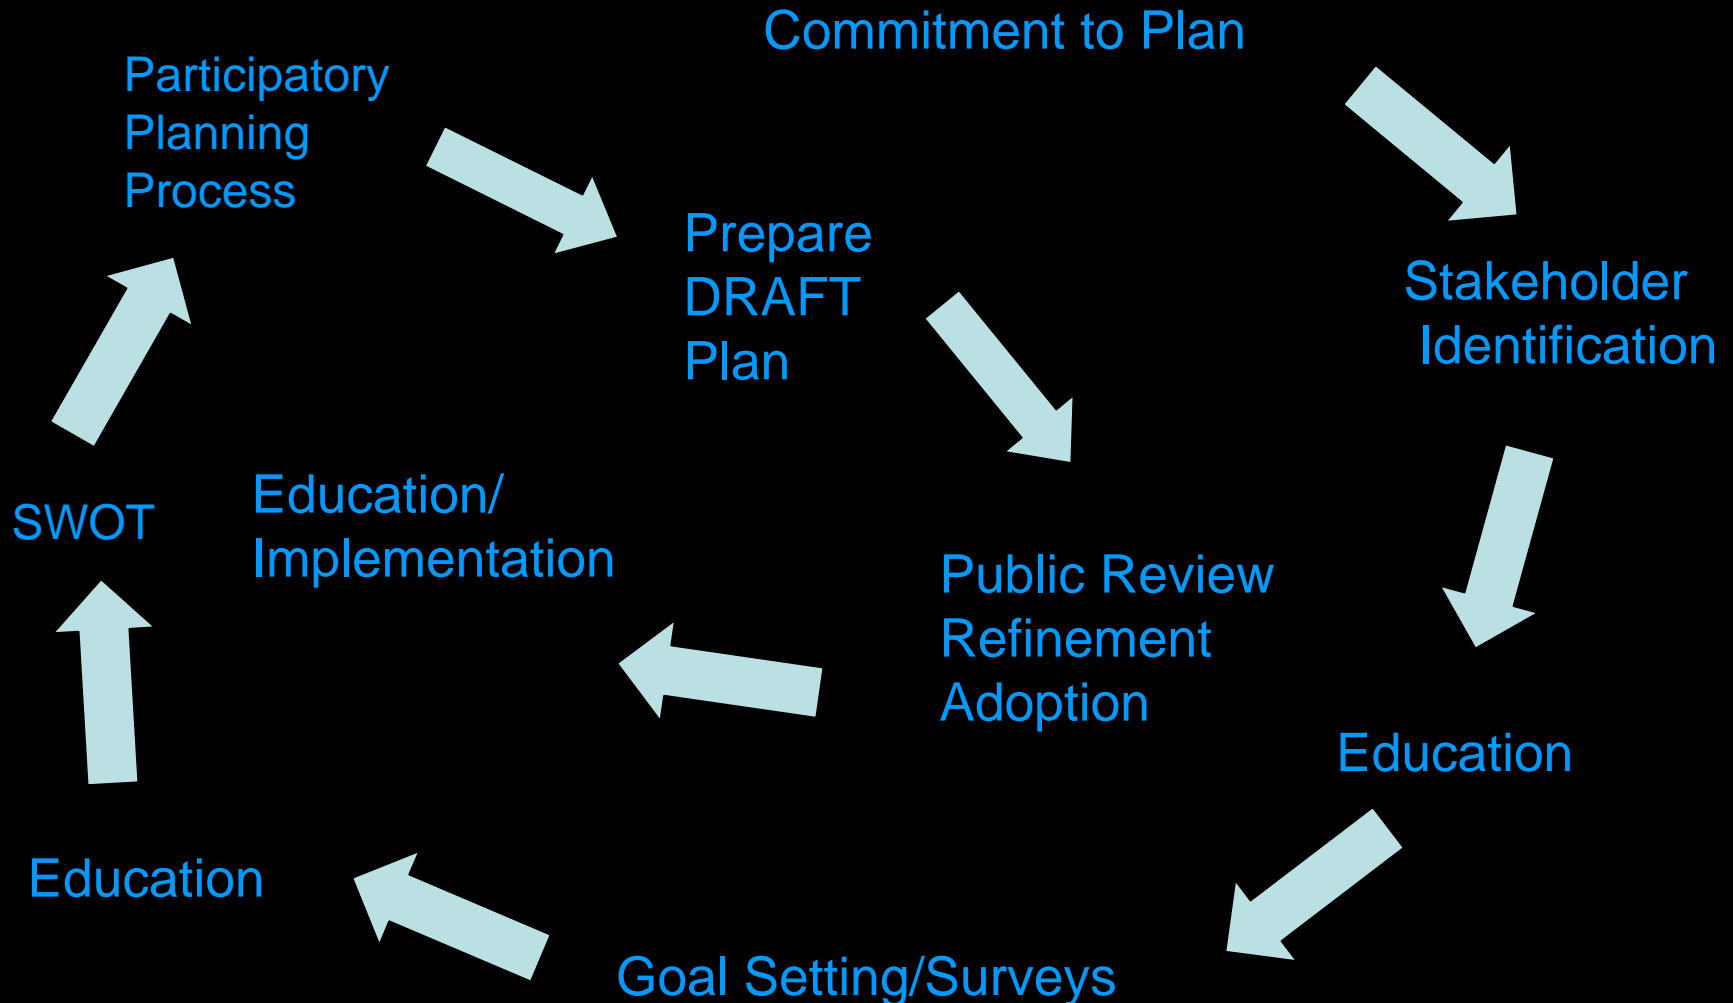 Commitment to Plan
Stakeholder
Identification
Education
Goal Setting/Surveys
Education
SWOT
Participatory
Planning
Process
Prepare
DRAFT
Plan
Public Review
Refinement
Adoption
Education/
Implementation